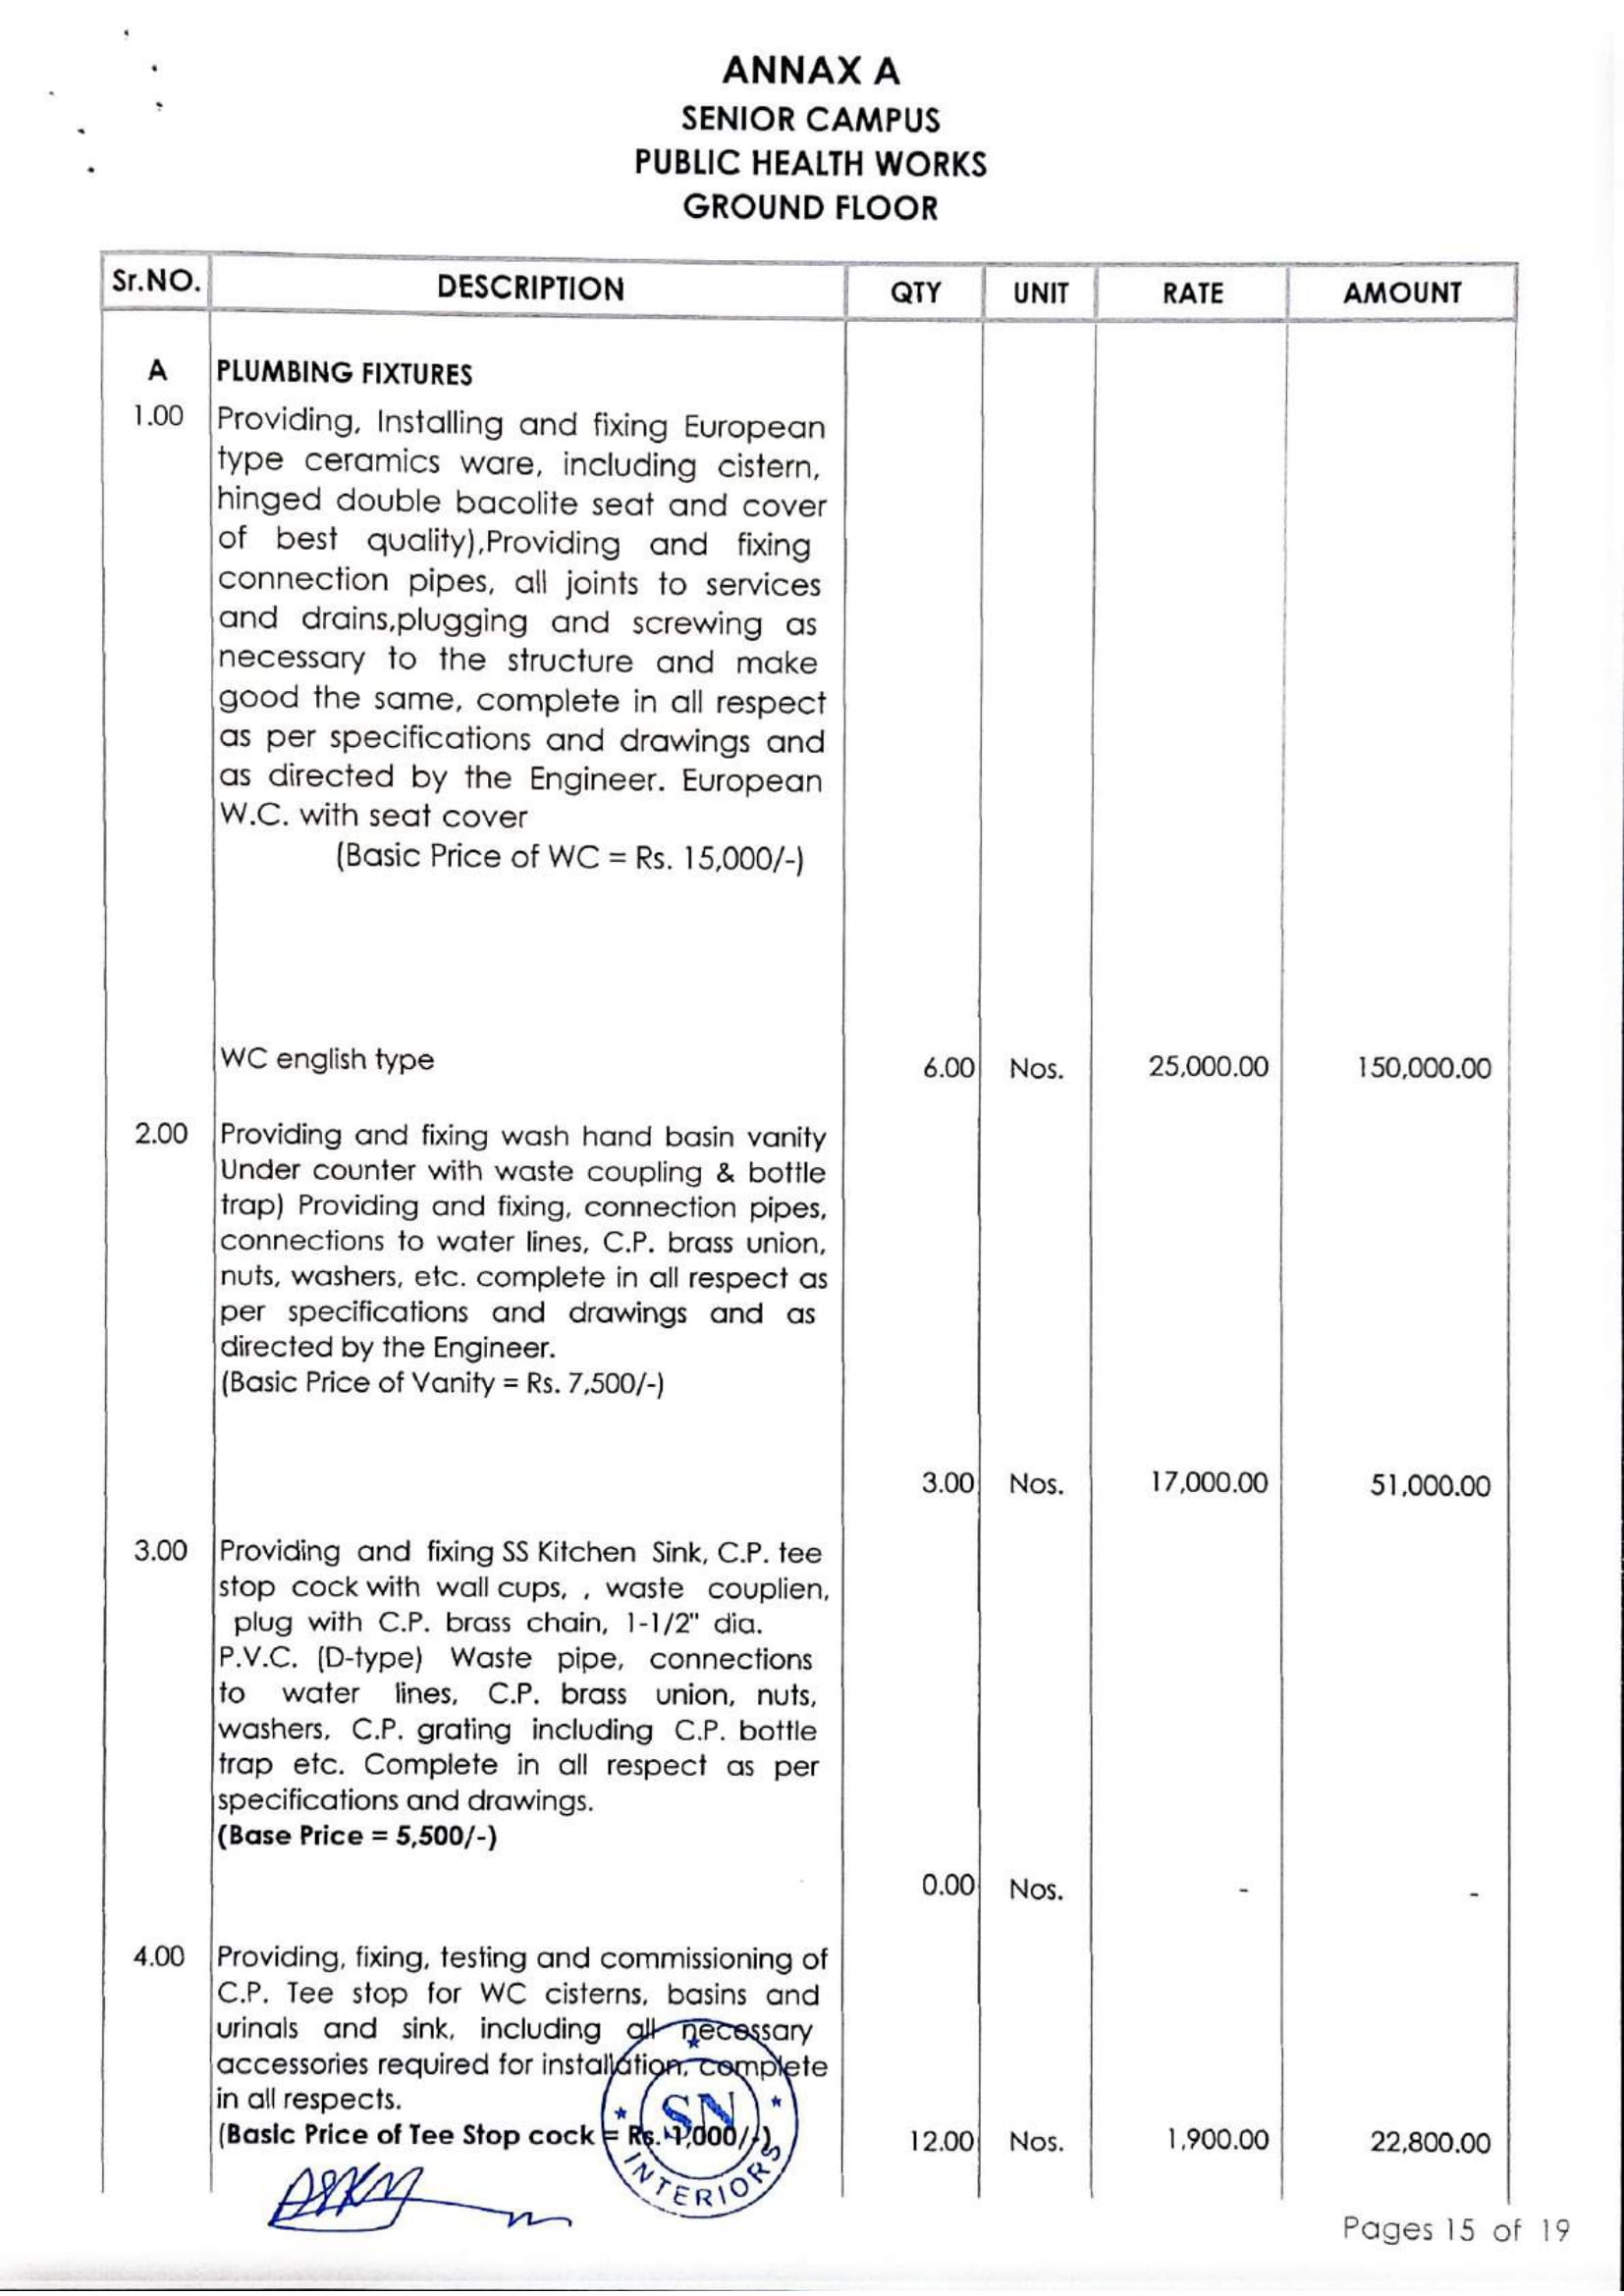 ANNAX A
SENIOR CAMPUS
PUBLIC HEALTH WORKS
GROUND FLOOR
Sr.NO. DESCRIPTION QTY UNIT RATE AMOUNT
A PLUMBING FIXTURES
1.00 Providing, Installing and fixing European
type ceramics ware, including cistern,
hinged double bacolite seat and cover
of best quality),Providing and fixing
connection pipes, all joints to services
and drains,plugging and screwing as
necessary to the structure and make
good the same, complete in all respect
as per specifications and drawings and
as directed by the Engineer. European
W.C. with seat cover
(Basic Price of WC = Rs. 15,000/-)
WC english type 6.00 Nos. 25,000.00 150,000.00
2.00 Providing and fixing wash hand basin vanity
Under counter with waste coupling & bottle
trap) Providing and fixing, connection pipes,
connections to water lines, C.P. brass union,
nuts, washers, etc. complete in all respect as
per specifications and drawings and as
directed by the Engineer.
(Basic Price of Vanity = Rs. 7,500/-)
3.00 Nos. 17,000.00 51,000.00
3.00 Providing and fixing SS Kitchen Sink, C.P. tee
stop cock with wall cups, , waste couplien,
plug with C.P. brass chain, 1-1/2" dia.
P.V.C. (D-type) Waste pipe, connections
to water lines, C.P. brass union, nuts,
washers, C.P. grating including C.P. bottle
trap etc. Complete in all respect as per
specifications and drawings.
(Base Price = 5,500/-)
0.00 Nos. - -
4.00 Providing, fixing, testing and commissioning of
C.P. Tee stop for WC cisterns, basins and
urinals and sink, including all necessary
accessories required for installation, complete
in all respects.
(Basic Price of Tee Stop cock = Rs. 1,000/-) 12.00 Nos. 1,900.00 22,800.00
SN
INTERIORS
Pages 15 of 19